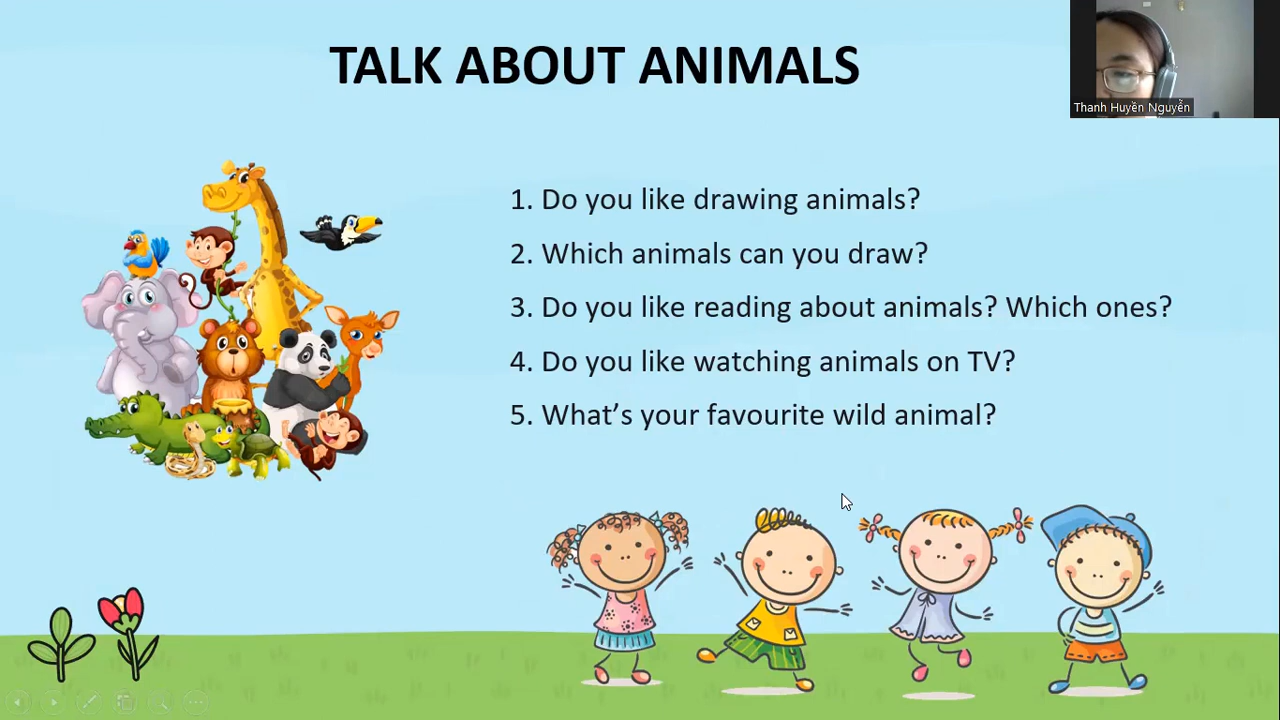 TALK ABOUT ANIMALS
Thanh Huyền Nguyễn
1. Do you like drawing animals?
2. Which animals can you draw?
3. Do you like reading about animals? Which ones?
4. Do you like watching animals on TV?
5. What’s your favourite wild animal?